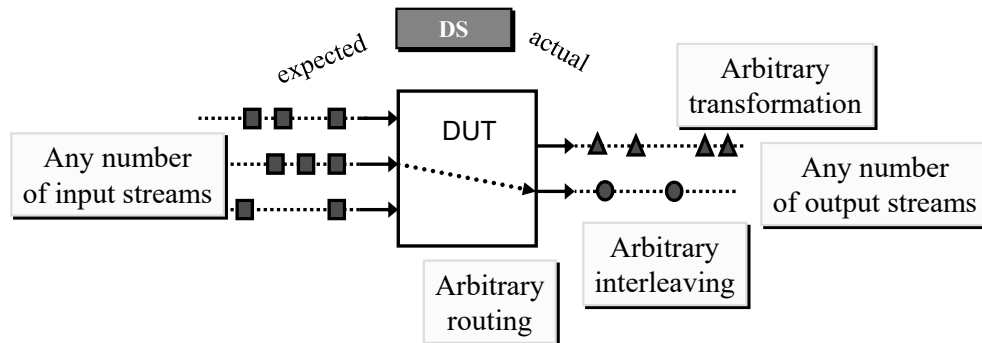 DS
expected
actual
Arbitrary
transformation
DUT
Any number
of input streams
Any number
of output streams
Arbitrary
interleaving
Arbitrary
routing